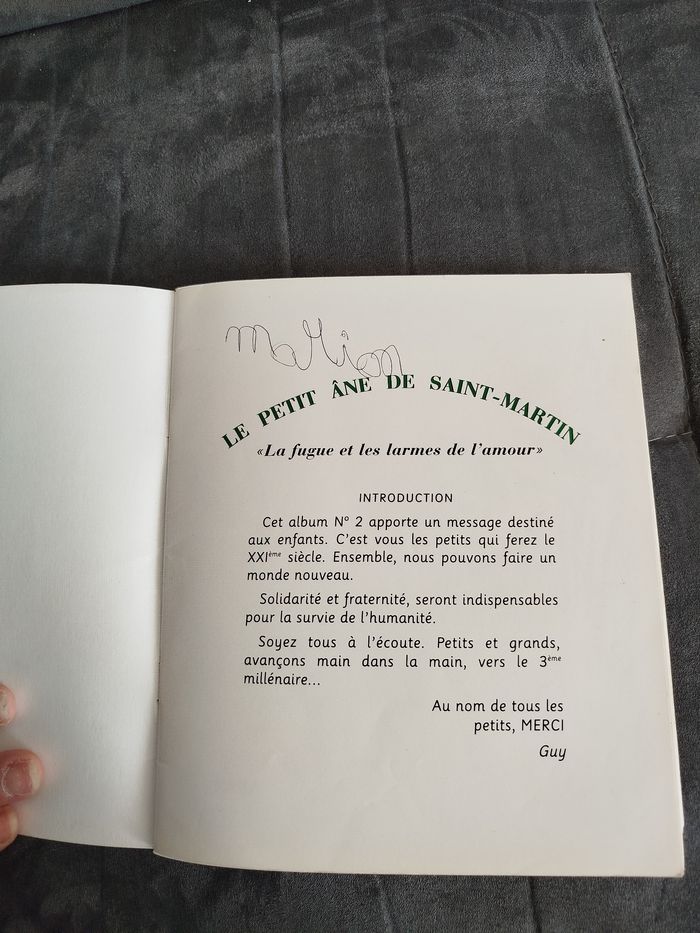 Marion
LE PETIT ÂNE DE SAINT-MARTIN
«La fugue et les larmes de l'amour»
INTRODUCTION
Cet album N° 2 apporte un message destiné
aux enfants. C'est vous les petits qui ferez le
XXIème siècle. Ensemble, nous pouvons faire un
monde nouveau.
Solidarité et fraternité, seront indispensables
pour la survie de l'humanité.
Soyez tous à l'écoute. Petits et grands,
avançons main dans la main, vers le 3ème
millénaire...
Au nom de tous les
petits, MERCI
Guy